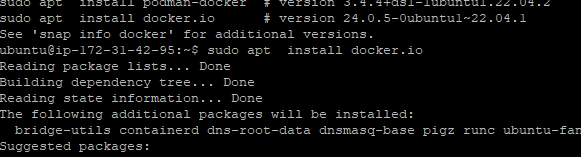 sudo apt  install podman-docker  # version 3.4.4+ds1-1ubuntu1.22.04.2
sudo apt  install docker.io      # version 24.0.5-0ubuntu1~22.04.1
See 'snap info docker' for additional versions.
ubuntu@ip-172-31-42-95:~$ sudo apt  install docker.io
Reading package lists... Done
Building dependency tree... Done
Reading state information... Done
The following additional packages will be installed:
  bridge-utils containerd dns-root-data dnsmasq-base pigz runc ubuntu-fan
Suggested packages: